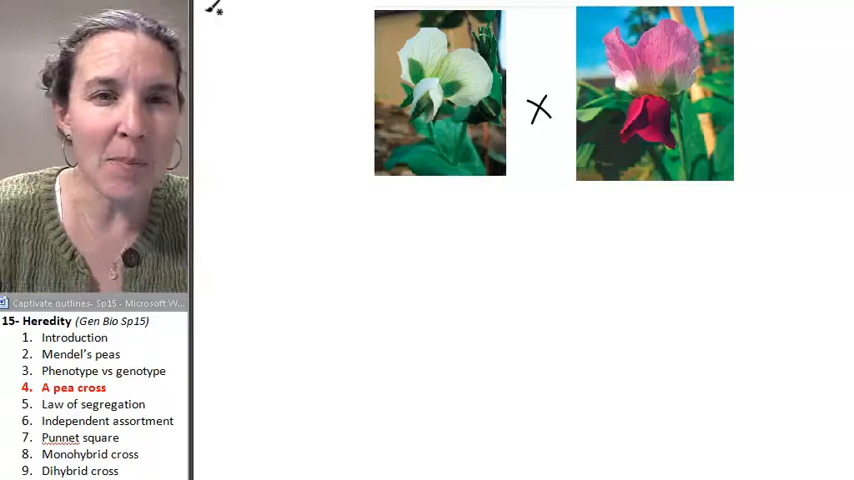 X
Captivate outlines- Sp15 - Microsoft W...
15- Heredity (Gen Bio Sp15)
1. Introduction
2. Mendel's peas
3. Phenotype vs genotype
4. A pea cross
5. Law of segregation
6. Independent assortment
7. Punnet square
8. Monohybrid cross
9. Dihybrid cross